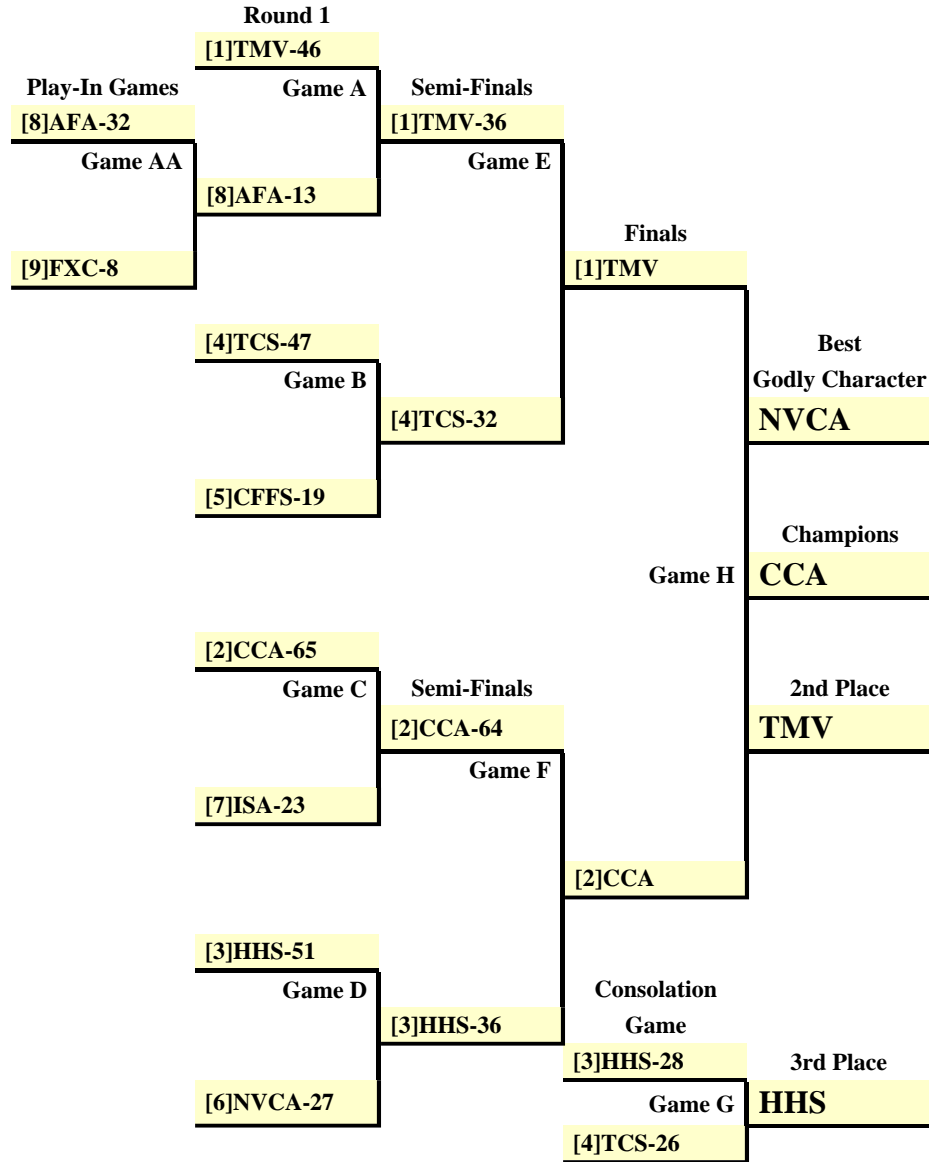 Round 1
[1]TMV-46
Play-In Games
Game A
Semi-Finals
[8]AFA-32
[1]TMV-36
Game AA
Game E
[8]AFA-13
Finals
[9]FXC-8
[1]TMV
[4]TCS-47
Best
Game B
Godly Character
[4]TCS-32
NVCA
[5]CFFS-19
Champions
Game H
CCA
[2]CCA-65
Game C
Semi-Finals
2nd Place
[2]CCA-64
TMV
Game F
[7]ISA-23
[2]CCA
[3]HHS-51
Game D
Consolation
[3]HHS-36
Game
[3]HHS-28
3rd Place
[6]NVCA-27
Game G
HHS
[4]TCS-26